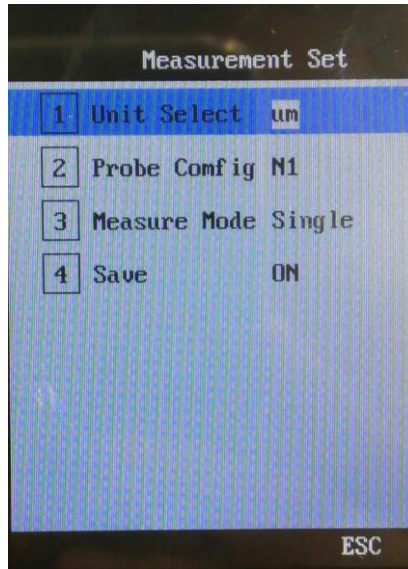 Measurement Set
1 Unit Select um
2 Probe Comfig N1
3 Measure Mode Single
4 Save ON
ESC